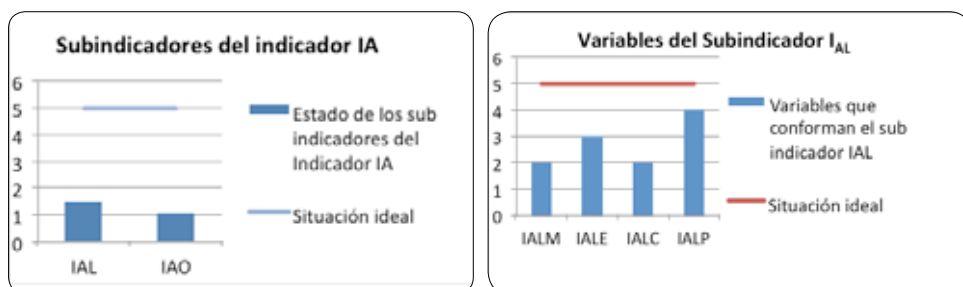 Subindicadores del indicador IA
6
5
4
3
2
1
0
IAL IAO
Estado de los sub
indicadores del
Indicador IA
Situación ideal
Variables del Subindicador I_AL
6
5
4
3
2
1
0
IALM IALE IALC IALP
Variables que
conforman el sub
indicador IAL
Situación ideal